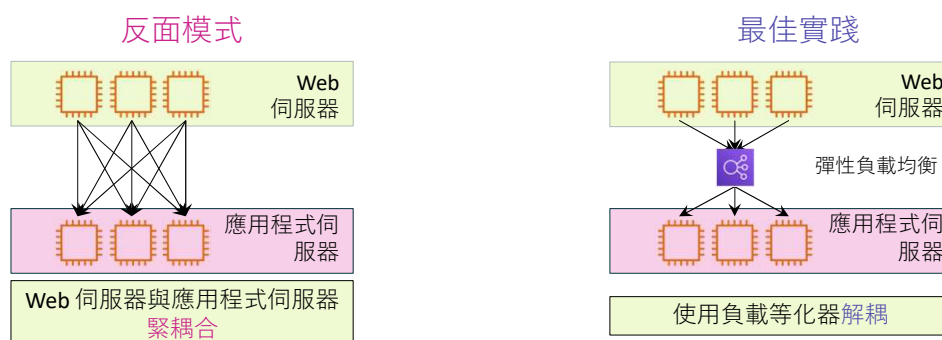 反面模式
Web
伺服器
應用程式伺
服器
Web 伺服器與應用程式伺服器
緊耦合
最佳實踐
Web
伺服器
彈性負載均衡
應用程式伺
服器
使用負載等化器解耦